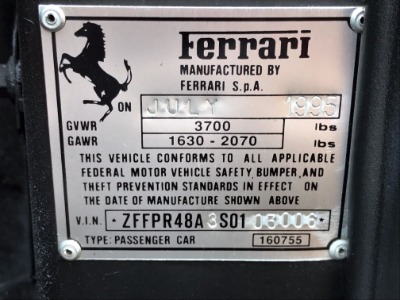 Ferrari
MANUFACTURED BY
FERRARI S.p.A.
ON JULY 1995
GVWR 3700 lbs
GAWR 1630 - 2070 lbs
THIS VEHICLE CONFORMS TO ALL APPLICABLE
FEDERAL MOTOR VEHICLE SAFETY, BUMPER, AND
THEFT PREVENTION STANDARDS IN EFFECT ON
THE DATE OF MANUFACTURE SHOWN ABOVE
V.I.N. * ZFFPR48A3S0103006 *
TYPE: PASSENGER CAR 160755